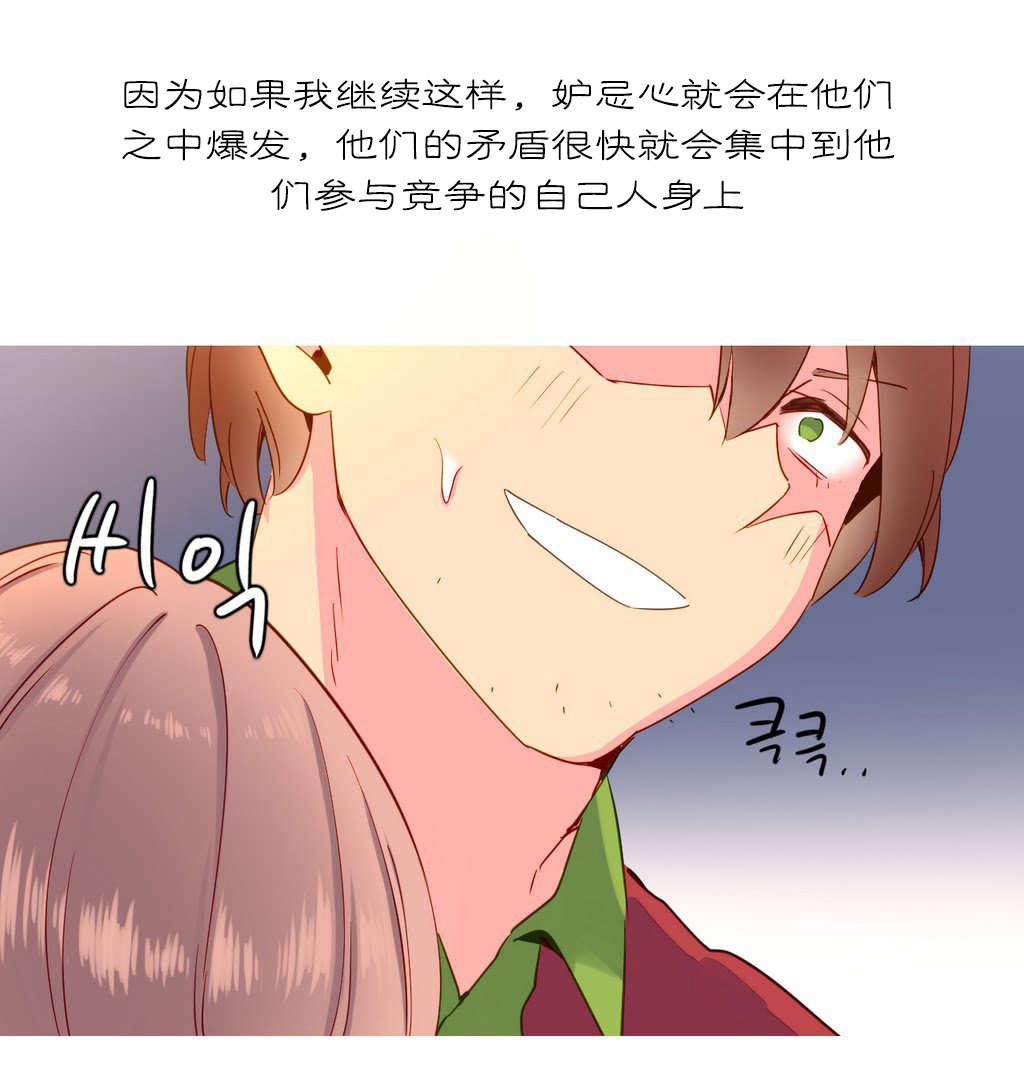 因为如果我继续这样，妒忌心就会在他们
之中爆发，他们的矛盾很快就会集中到他
们参与竞争的自己人身上
씨익
큭큭..